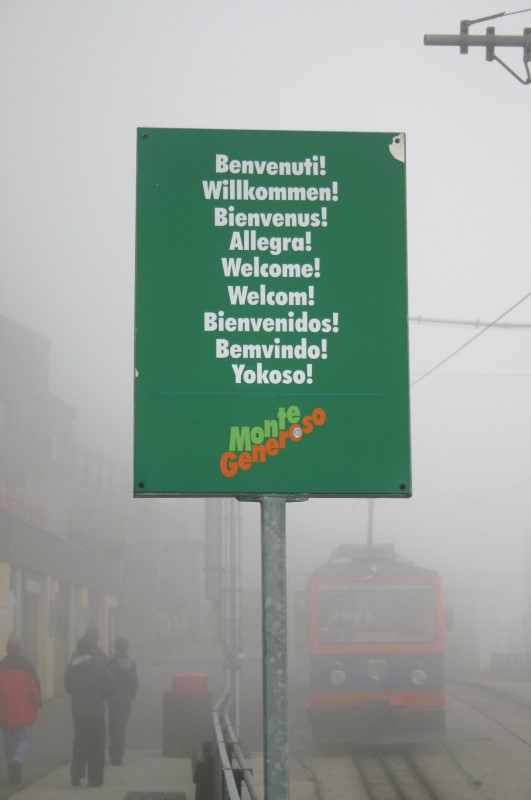 Benvenuti!
Willkommen!
Bienvenus!
Allegra!
Welcome!
Welcom!
Bienvenidos!
Bemvindo!
Yokoso!
Monte
Generoso